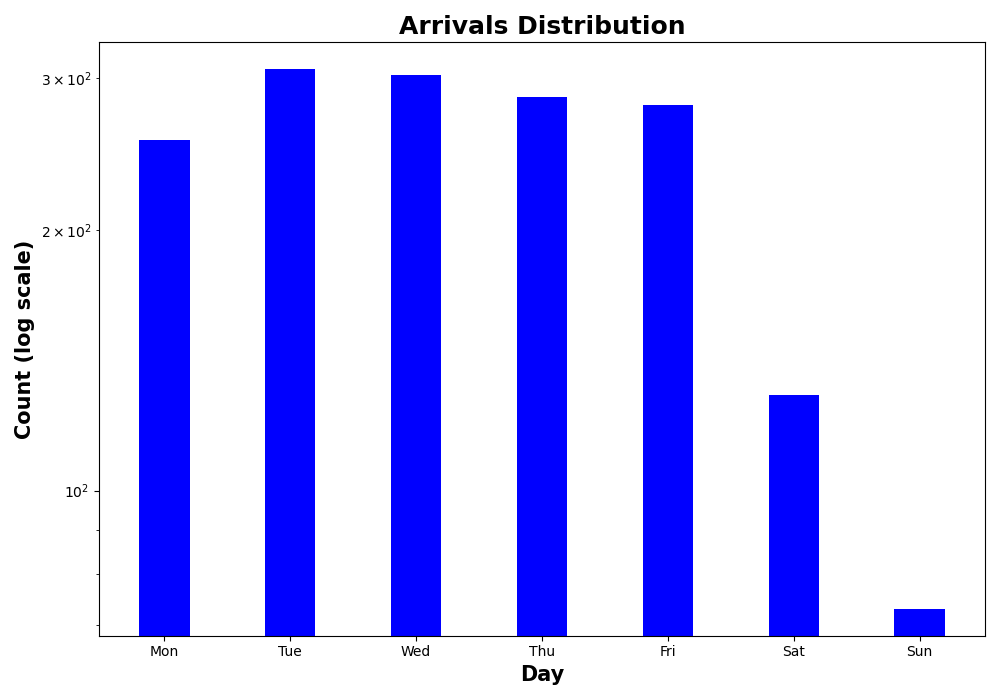 Arrivals Distribution
Count (log scale)
3 × 10²
2 × 10²
10²
Mon Tue Wed Thu Fri Sat Sun
Day